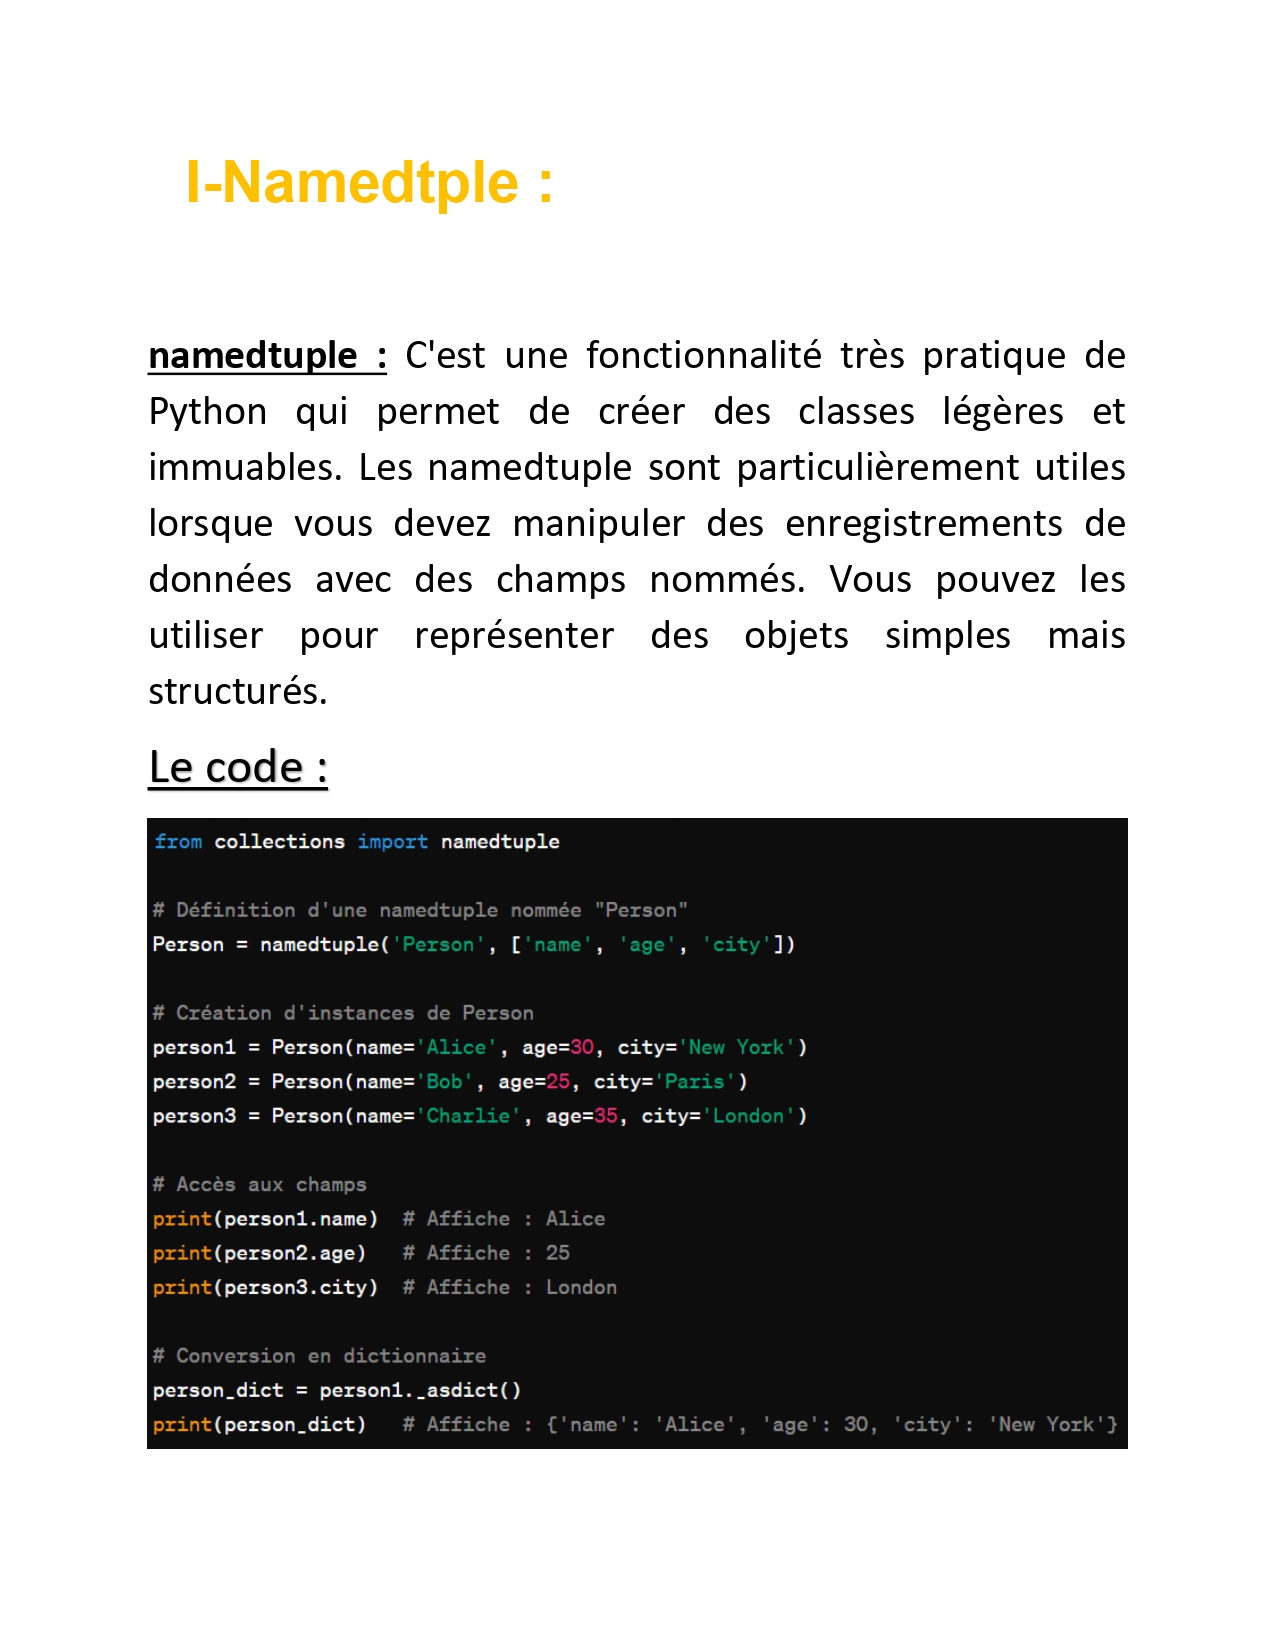 I-Namedtple :
namedtuple : C'est une fonctionnalité très pratique de
Python qui permet de créer des classes légères et
immuables. Les namedtuple sont particulièrement utiles
lorsque vous devez manipuler des enregistrements de
données avec des champs nommés. Vous pouvez les
utiliser pour représenter des objets simples mais
structurés.
Le code :
from collections import namedtuple
# Définition d'une namedtuple nommée "Person"
Person = namedtuple('Person', ['name', 'age', 'city'])
# Création d'instances de Person
person1 = Person(name='Alice', age=30, city='New York')
person2 = Person(name='Bob', age=25, city='Paris')
person3 = Person(name='Charlie', age=35, city='London')
# Accès aux champs
print(person1.name)  # Affiche : Alice
print(person2.age)   # Affiche : 25
print(person3.city)  # Affiche : London
# Conversion en dictionnaire
person_dict = person1._asdict()
print(person_dict)   # Affiche : {'name': 'Alice', 'age': 30, 'city': 'New York'}